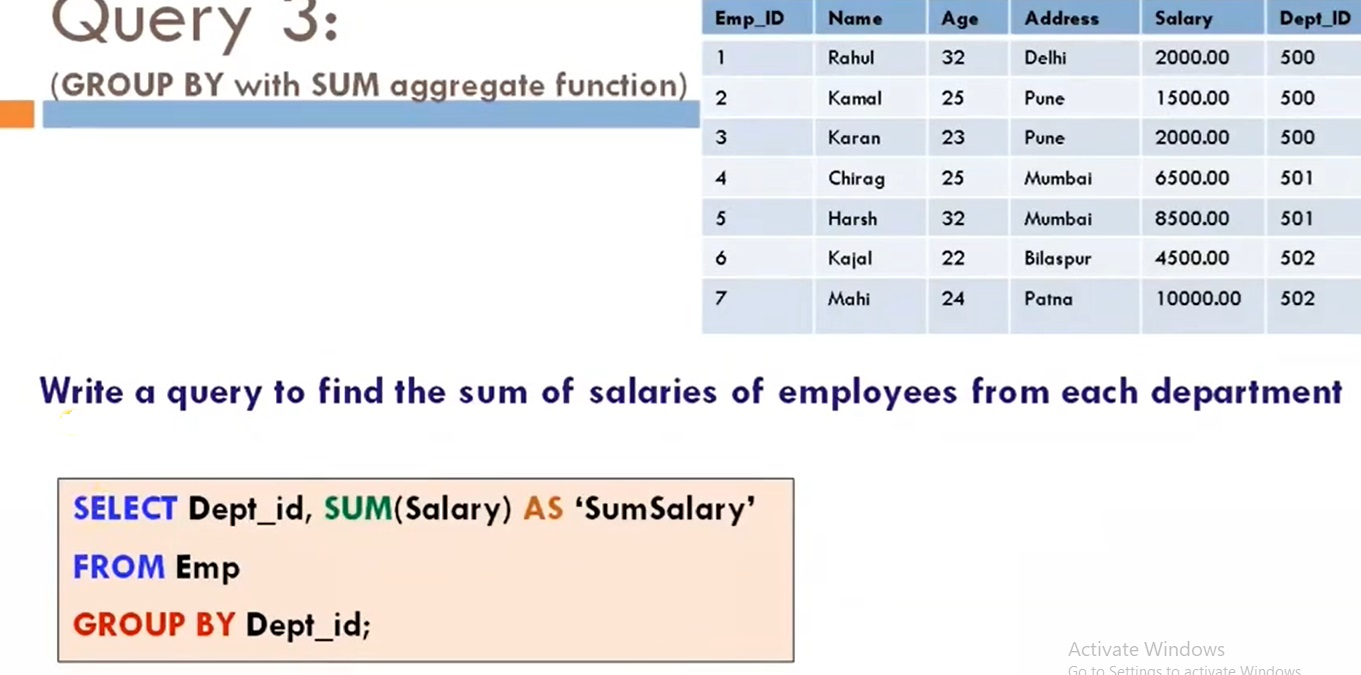 Query 3:
(GROUP BY with SUM aggregate function)
Emp_ID Name Age Address Salary Dept_ID
1 Rahul 32 Delhi 2000.00 500
2 Kamal 25 Pune 1500.00 500
3 Karan 23 Pune 2000.00 500
4 Chirag 25 Mumbai 6500.00 501
5 Harsh 32 Mumbai 8500.00 501
6 Kajal 22 Bilaspur 4500.00 502
7 Mahi 24 Patna 10000.00 502
Write a query to find the sum of salaries of employees from each department
SELECT Dept_id, SUM(Salary) AS ‘SumSalary’
FROM Emp
GROUP BY Dept_id;
Activate Windows
Go to Settings to activate Windows